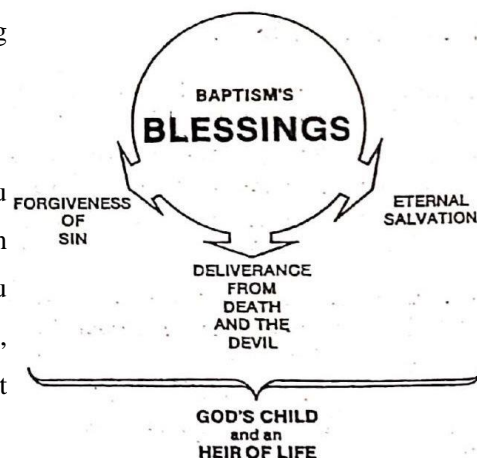 BAPTISM'S
BLESSINGS
FORGIVENESS
OF
SIN
ETERNAL
SALVATION
DELIVERANCE
FROM
DEATH
AND THE
DEVIL
GOD'S CHILD
and an
HEIR OF LIFE